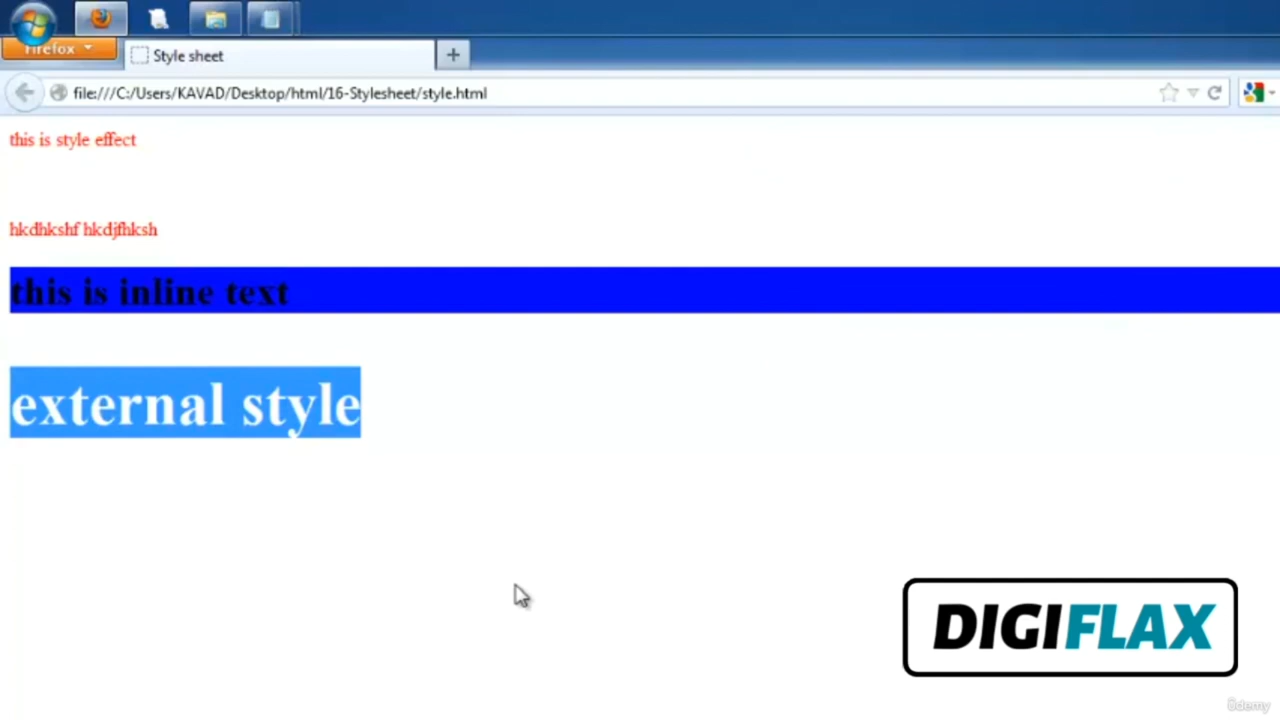 Firefox
Style sheet
file:///C:/Users/KAVAD/Desktop/html/16-Stylesheet/style.html
this is style effect
hkdhkshf hkdjfhksh
this is inline text
external style
DIGIFLAX
ûdemy